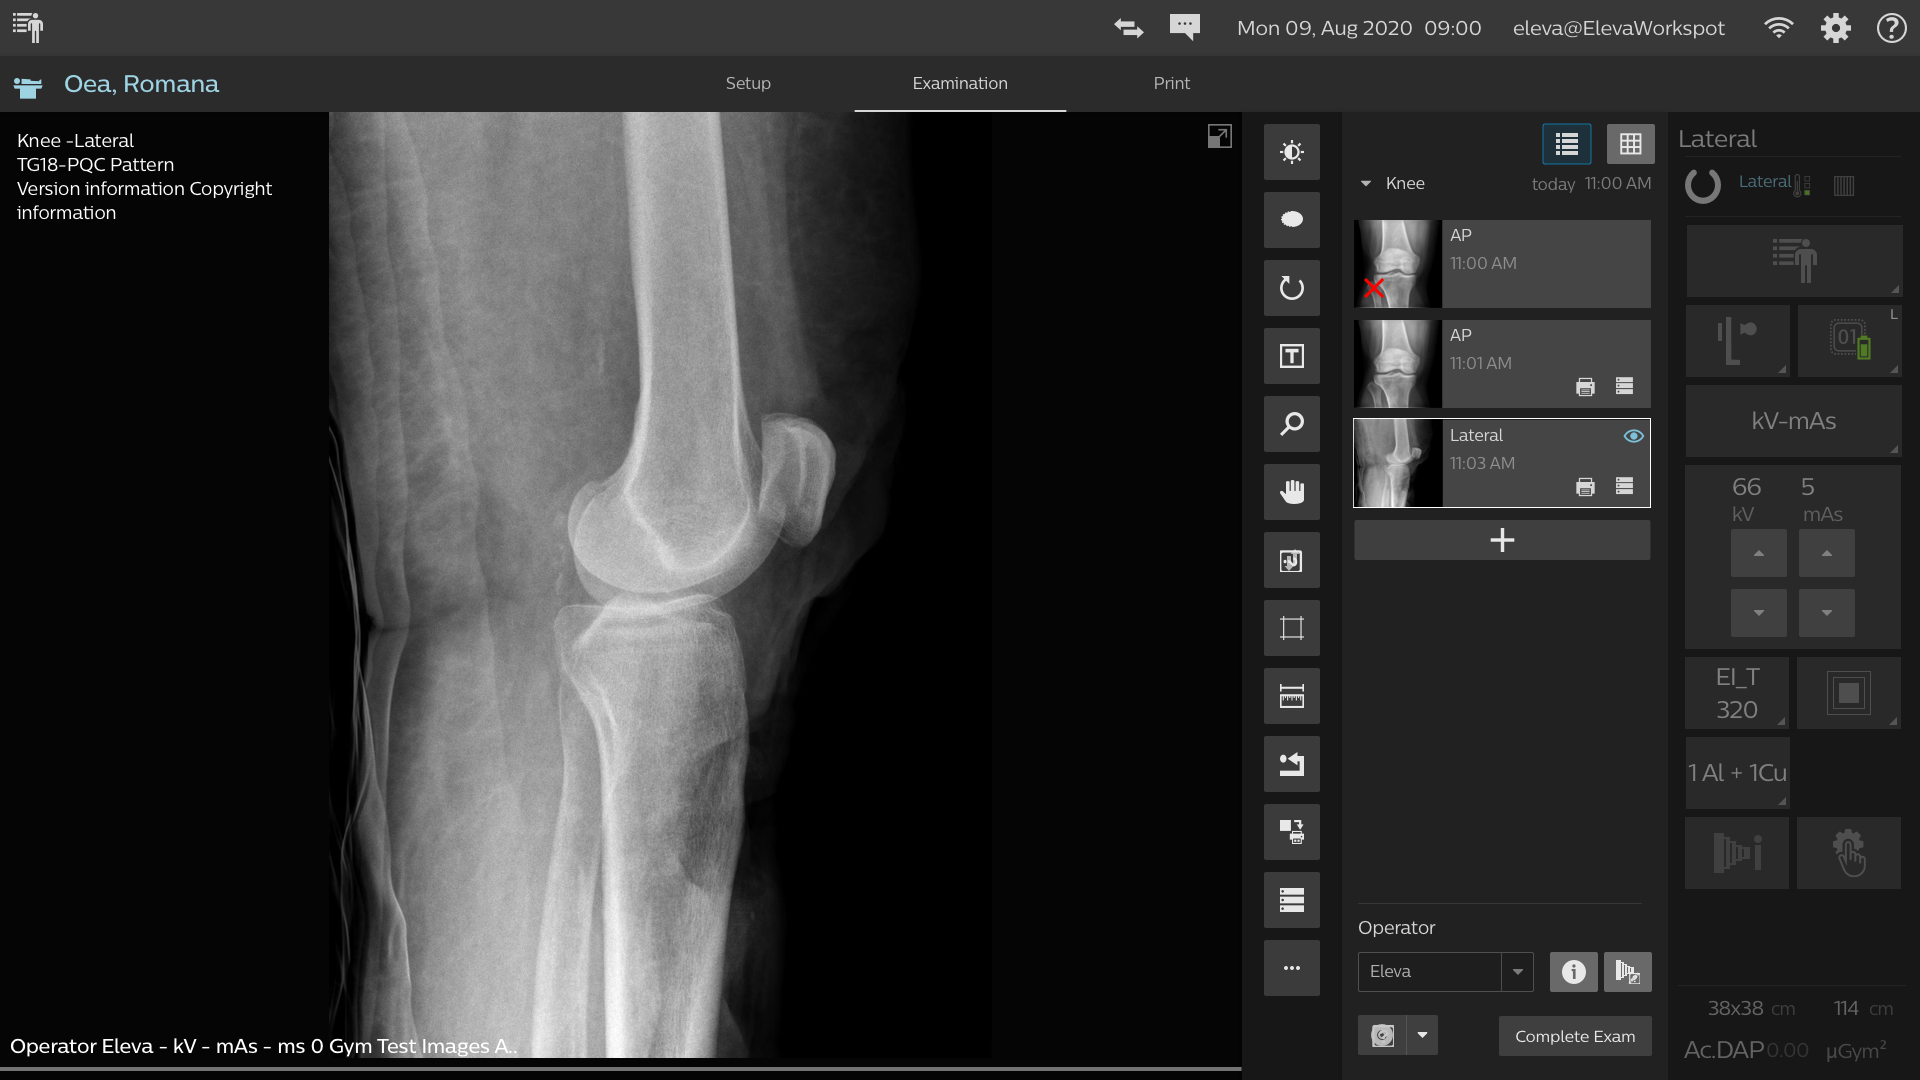 Mon 09, Aug 2020 09:00
eleva@ElevaWorkspot
Oea, Romana
Setup
Examination
Print
Knee -Lateral
TG18-PQC Pattern
Version information Copyright
information
Operator Eleva - kV - mAs - ms 0 Gym Test Images A..
T
Knee
today 11:00 AM
AP
11:00 AM
AP
11:01 AM
Lateral
11:03 AM
Operator
Eleva
Complete Exam
Lateral
Lateral
L
01
kV-mAs
66
5
kV
mAs
EI_T
320
1 Al + 1Cu
38x38 cm
114 cm
Ac.DAP 0.00 µGym²